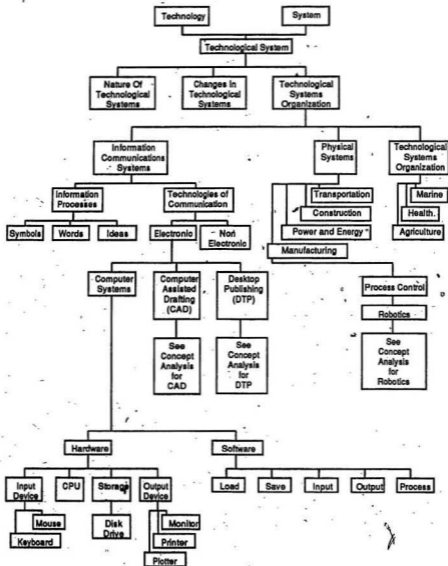 Technology
System
Technological System
Nature Of
Technological
Systems
Changes In
Technological
Systems
Technological
Systems
Organization
Information
Communications
Systems
Physical
Systems
Technological
Systems
Organization
Information
Processes
Technologies of
Communication
Transportation
Construction
Power and Energy
Manufacturing
Marine
Health.
Agriculture
Symbols
Words
Ideas
Electronic
Non
Electronic
Computer
Systems
Computer
Assisted
Drafting
(CAD)
Desktop
Publishing
(DTP)
Process Control
Robotics
See
Concept
Analysis
for
CAD
See
Concept
Analysis
for
DTP
See
Concept
Analysis
for
Robotics
Hardware
Software
Input
Device
CPU
Storage
Output
Device
Load
Save
Input
Output
Process
Mouse
Keyboard
Disk
Drive
Monitor
Printer
Plotter